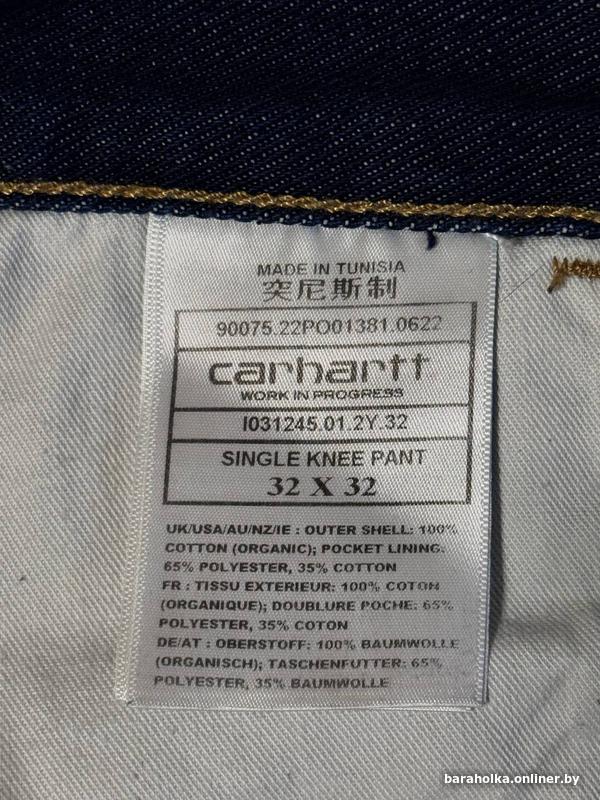 MADE IN TUNISIA
突尼斯制
90075.22PO01381.0622
carhartt
WORK IN PROGRESS
I031245.01.2Y.32
SINGLE KNEE PANT
32 X 32
UK/USA/AU/NZ/IE : OUTER SHELL: 100%
COTTON (ORGANIC); POCKET LINING:
65% POLYESTER, 35% COTTON
FR : TISSU EXTERIEUR: 100% COTON
(ORGANIQUE); DOUBLURE POCHE: 65%
POLYESTER, 35% COTON
DE/AT : OBERSTOFF: 100% BAUMWOLLE
(ORGANISCH); TASCHENFUTTER: 65%
POLYESTER, 35% BAUMWOLLE
baraholka.onliner.by